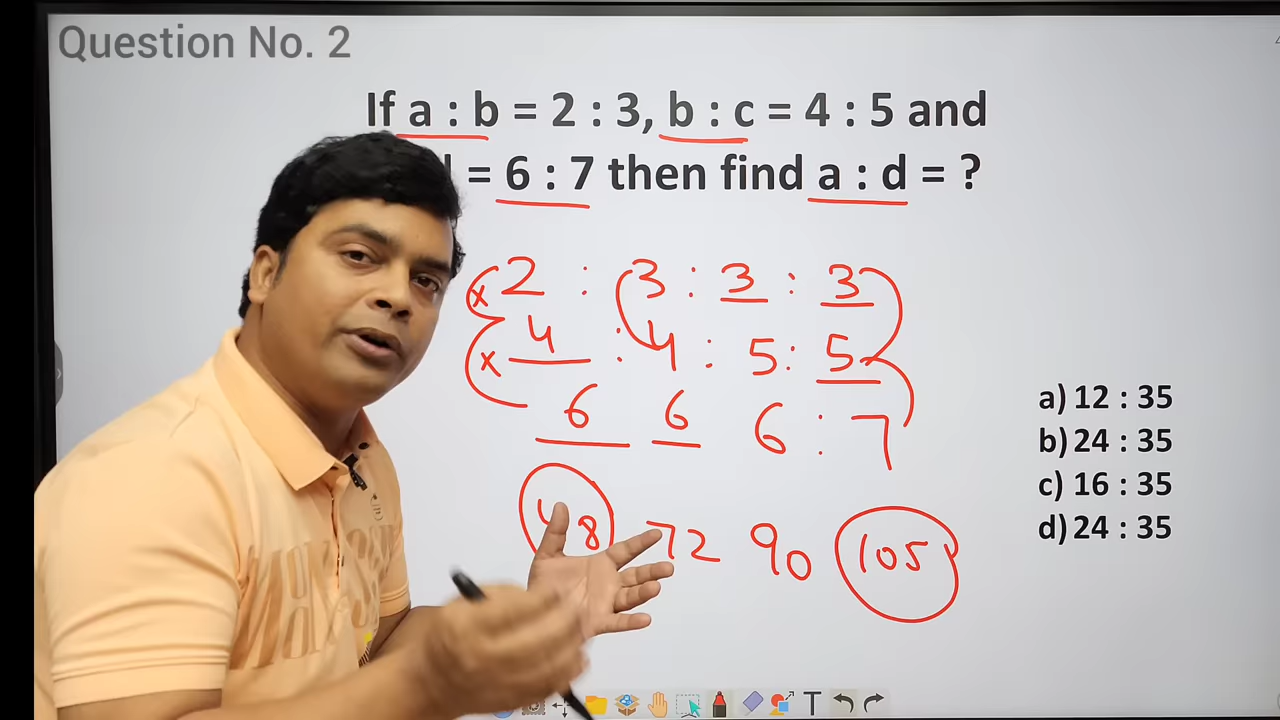 Question No. 2
If a : b = 2 : 3, b : c = 4 : 5 and
= 6 : 7 then find a : d = ?
2 : 3 : 3 : 3
x
4 : 4 : 5 : 5
x
6 6 6 : 7
48 72 90 105
a) 12 : 35
b) 24 : 35
c) 16 : 35
d) 24 : 35
T